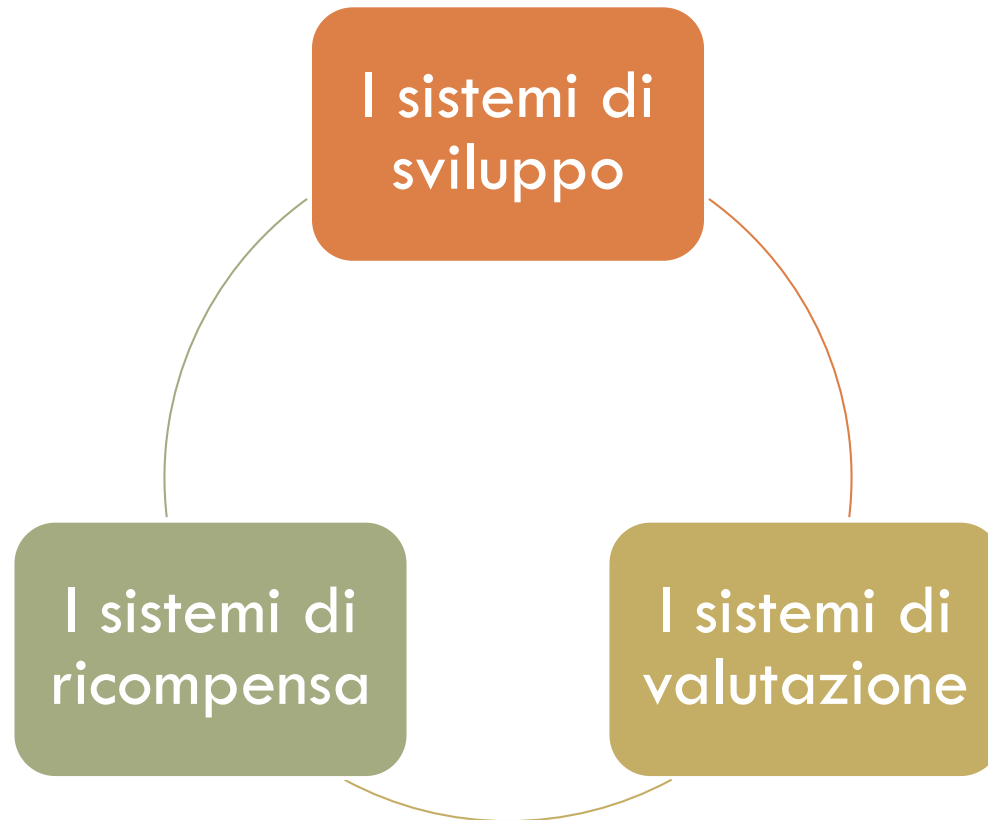 I sistemi di
sviluppo
I sistemi di
ricompensa
I sistemi di
valutazione